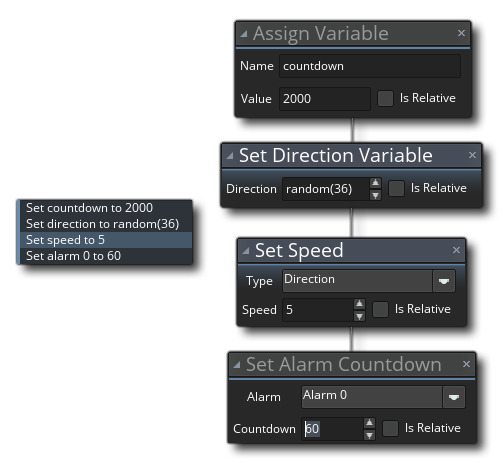 Assign Variable
Name countdown
Value 2000 Is Relative
Set Direction Variable
Direction random(36) Is Relative
Set countdown to 2000
Set direction to random(36)
Set speed to 5
Set alarm 0 to 60
Set Speed
Type Direction
Speed 5 Is Relative
Set Alarm Countdown
Alarm Alarm 0
Countdown 60 Is Relative